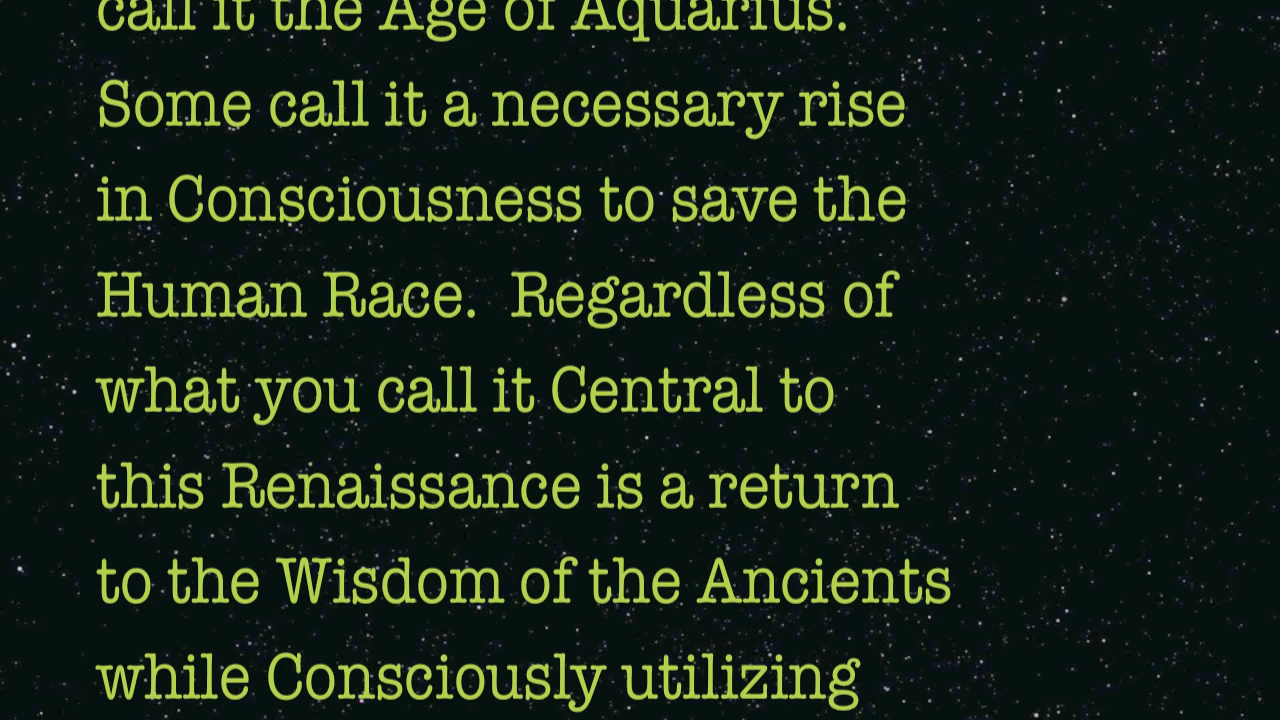 call it the Age of Aquarius.
Some call it a necessary rise
in Consciousness to save the
Human Race.  Regardless of
what you call it Central to
this Renaissance is a return
to the Wisdom of the Ancients
while Consciously utilizing